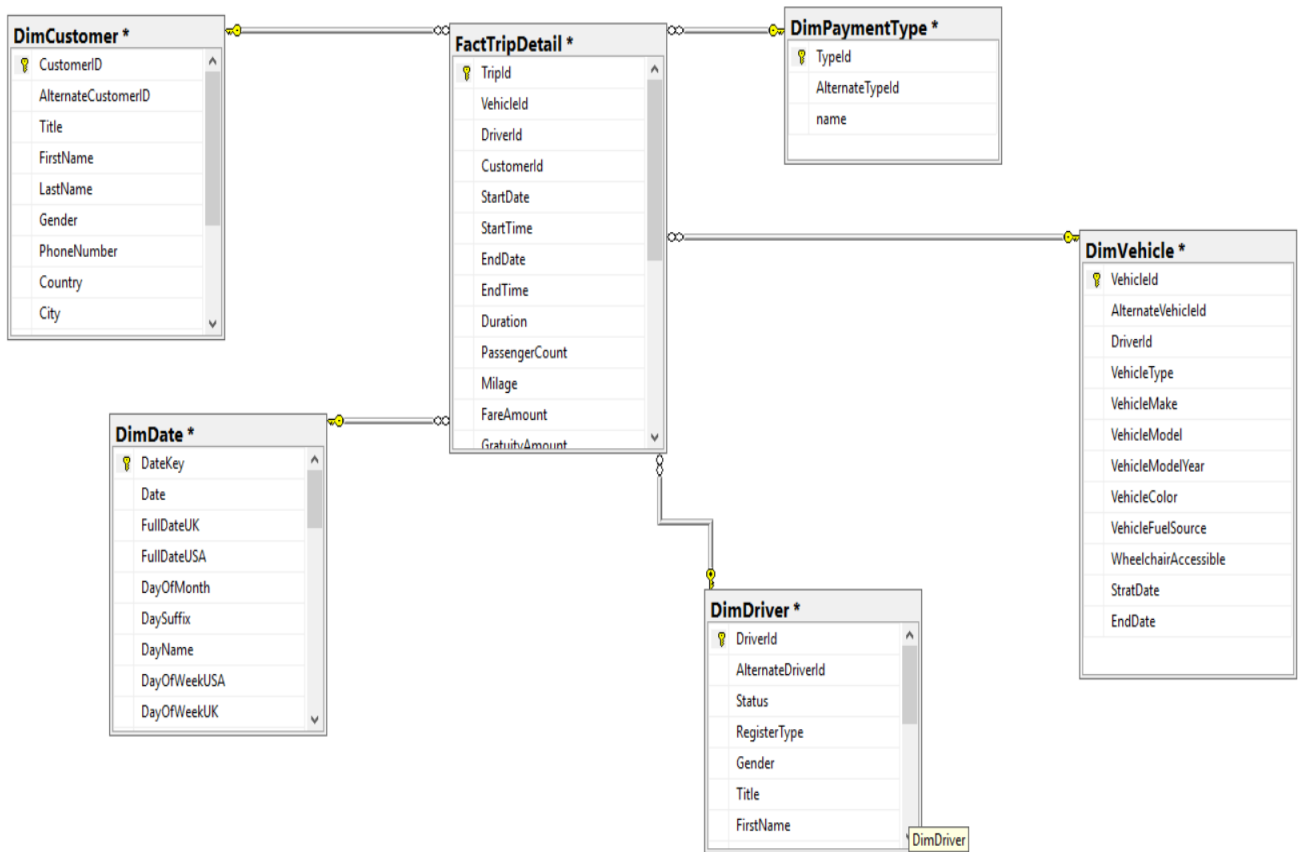 DimCustomer *
CustomerID
AlternateCustomerID
Title
FirstName
LastName
Gender
PhoneNumber
Country
City
FactTripDetail *
TripId
VehicleId
DriverId
CustomerId
StartDate
StartTime
EndDate
EndTime
Duration
PassengerCount
Milage
FareAmount
GratuityAmount
DimPaymentType *
TypeId
AlternateTypeId
name
DimVehicle *
VehicleId
AlternateVehicleId
DriverId
VehicleType
VehicleMake
VehicleModel
VehicleModelYear
VehicleColor
VehicleFuelSource
WheelchairAccessible
StratDate
EndDate
DimDate *
DateKey
Date
FullDateUK
FullDateUSA
DayOfMonth
DaySuffix
DayName
DayOfWeekUSA
DayOfWeekUK
DimDriver *
DriverId
AlternateDriverId
Status
RegisterType
Gender
Title
FirstName
DimDriver